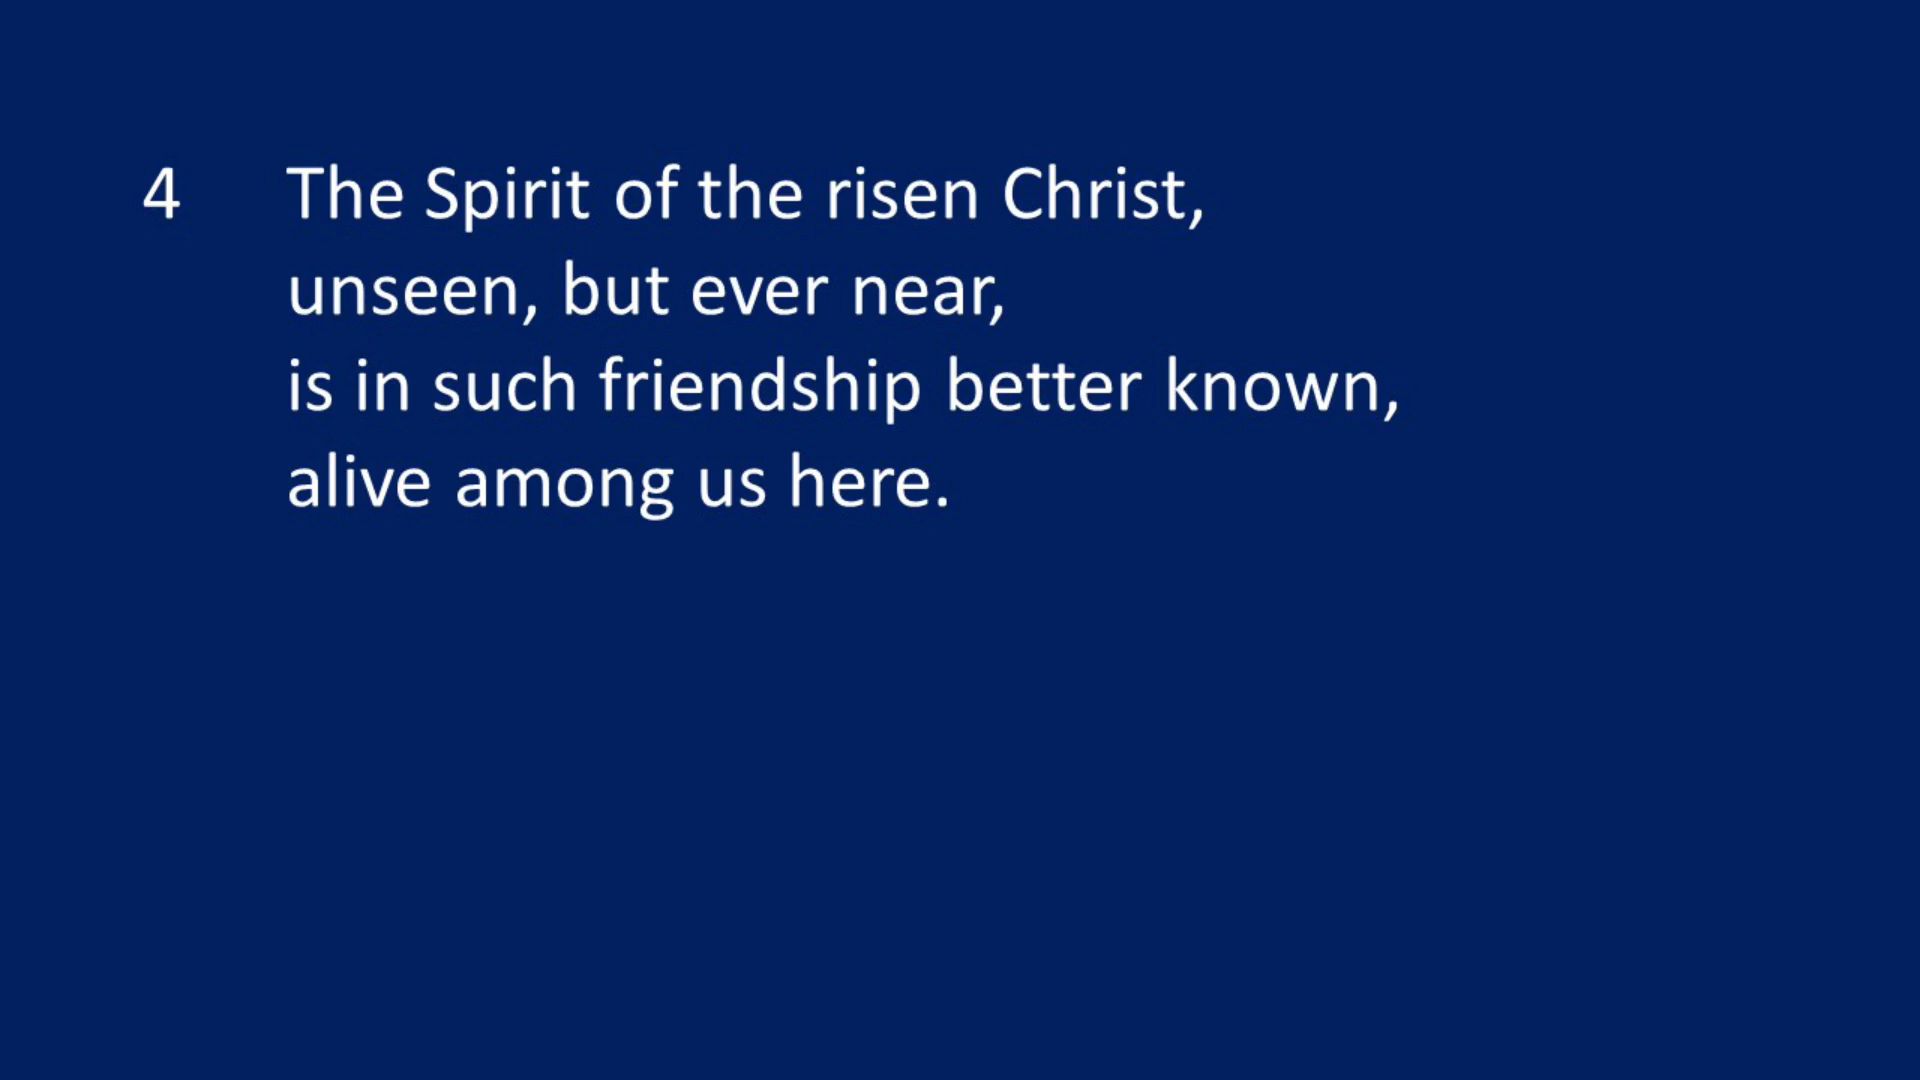 4 The Spirit of the risen Christ,
unseen, but ever near,
is in such friendship better known,
alive among us here.